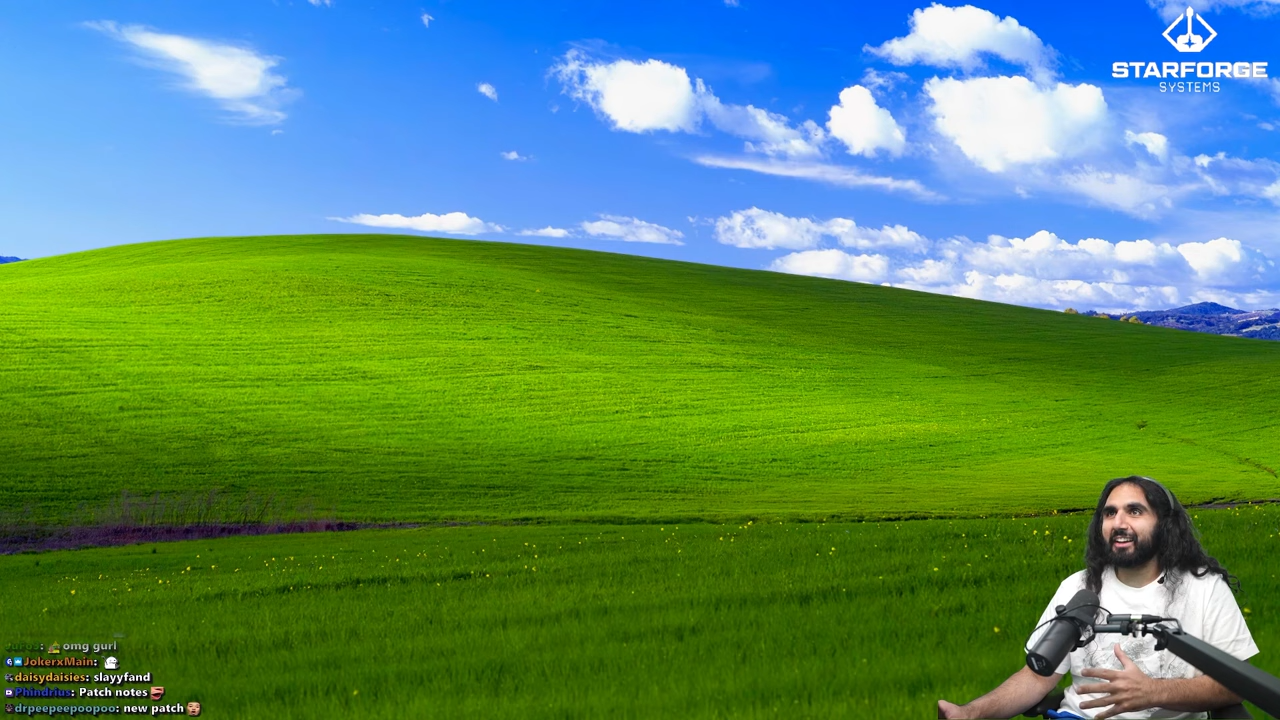 STARFORGE
SYSTEMS
: omg gurl
JokerxMain:
daisydaisies: slayyfand
Phindrius: Patch notes
drpeepeepoopoo: new patch